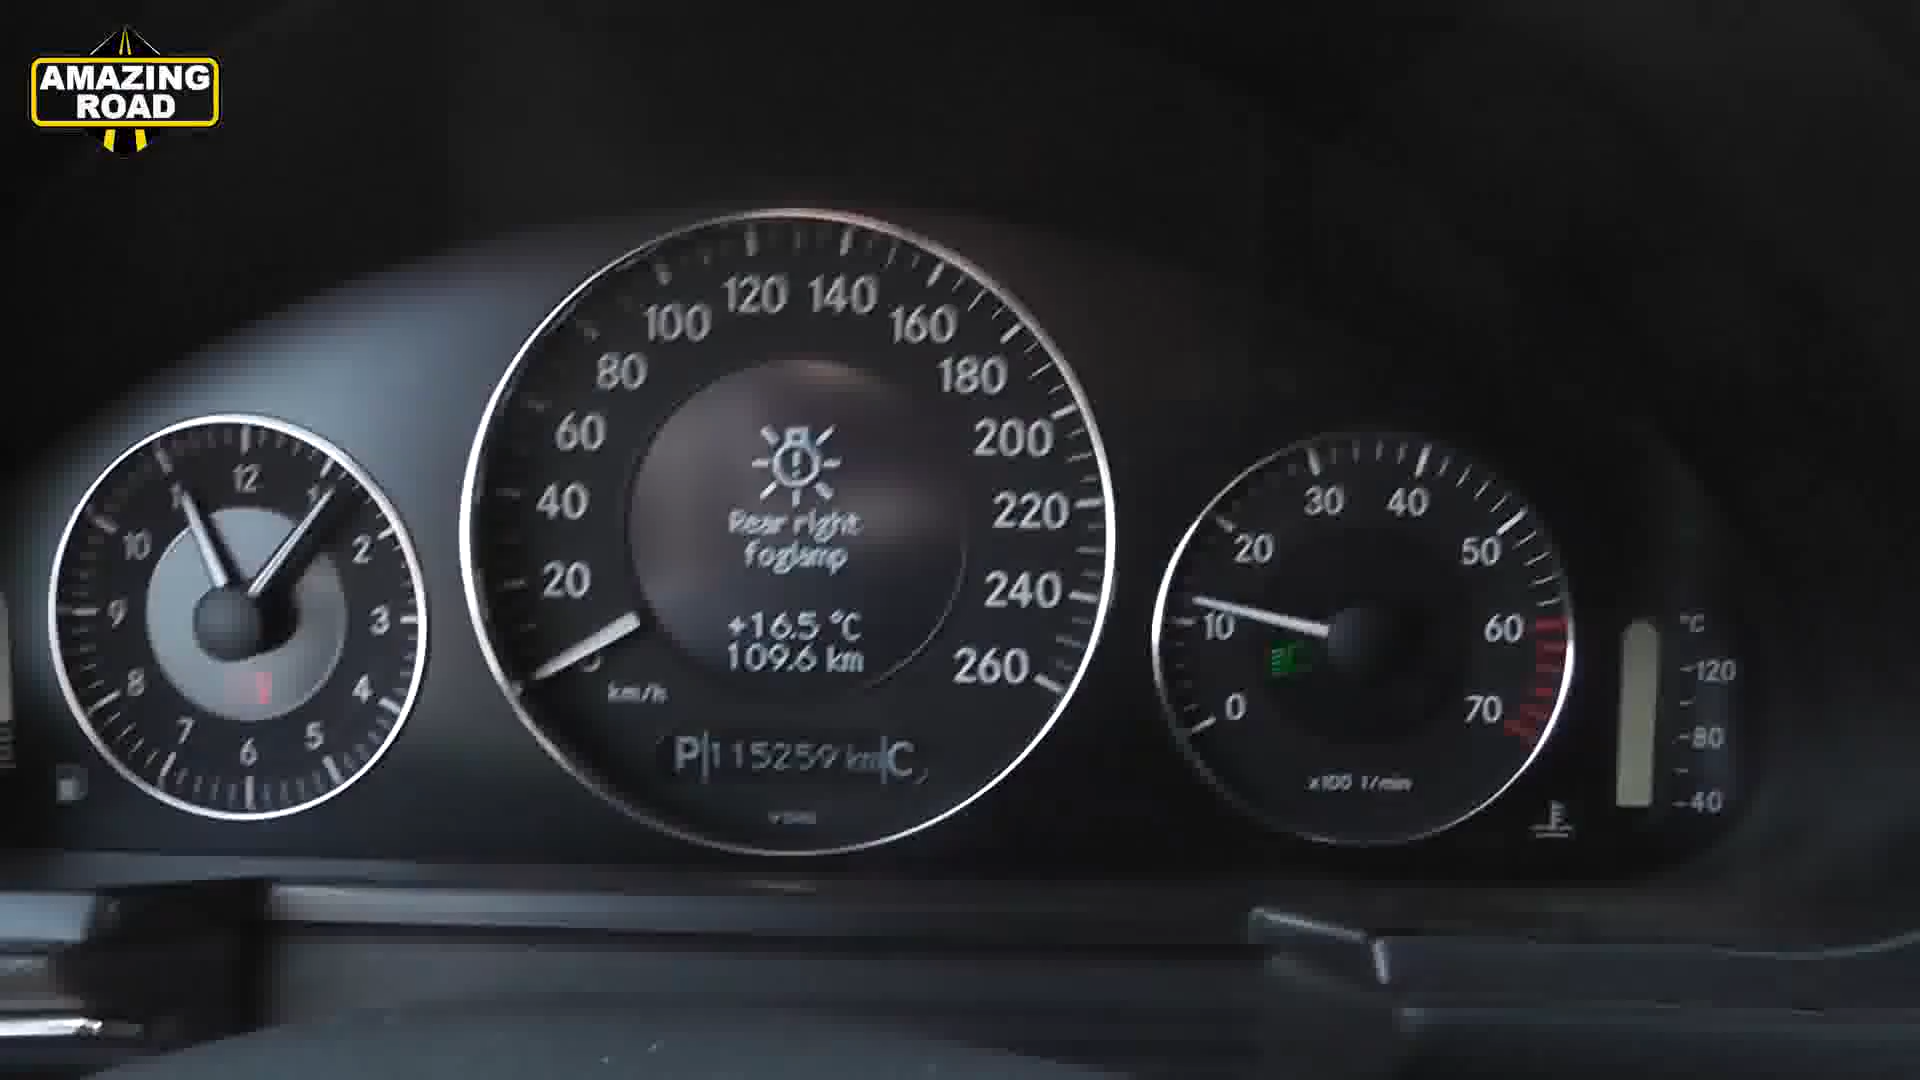 AMAZING
ROAD
120 140
100 160
80 180
60 200
40 220
20 240
260
Rear right
foglamp
+16.5 °C
109.6 km
km/h
P 115259 km C
12
2
3
4
5
6
7
8
9
10
0
10
20
30
40
50
60
70
x100 1/min
°C
120
80
40